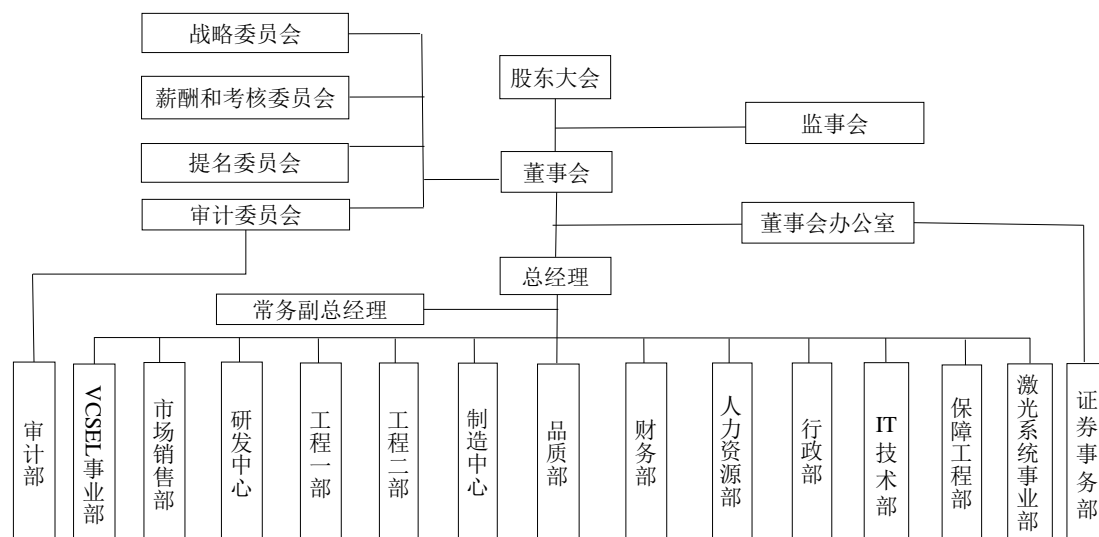 战略委员会
股东大会
薪酬和考核委员会
监事会
提名委员会
董事会
审计委员会
董事会办公室
总经理
常务副总经理
审计部
VCSEL事业部
市场销售部
研发中心
工程一部
工程二部
制造中心
品质部
财务部
人力资源部
行政部
IT技术部
保障工程部
激光系统事业部
证券事务部